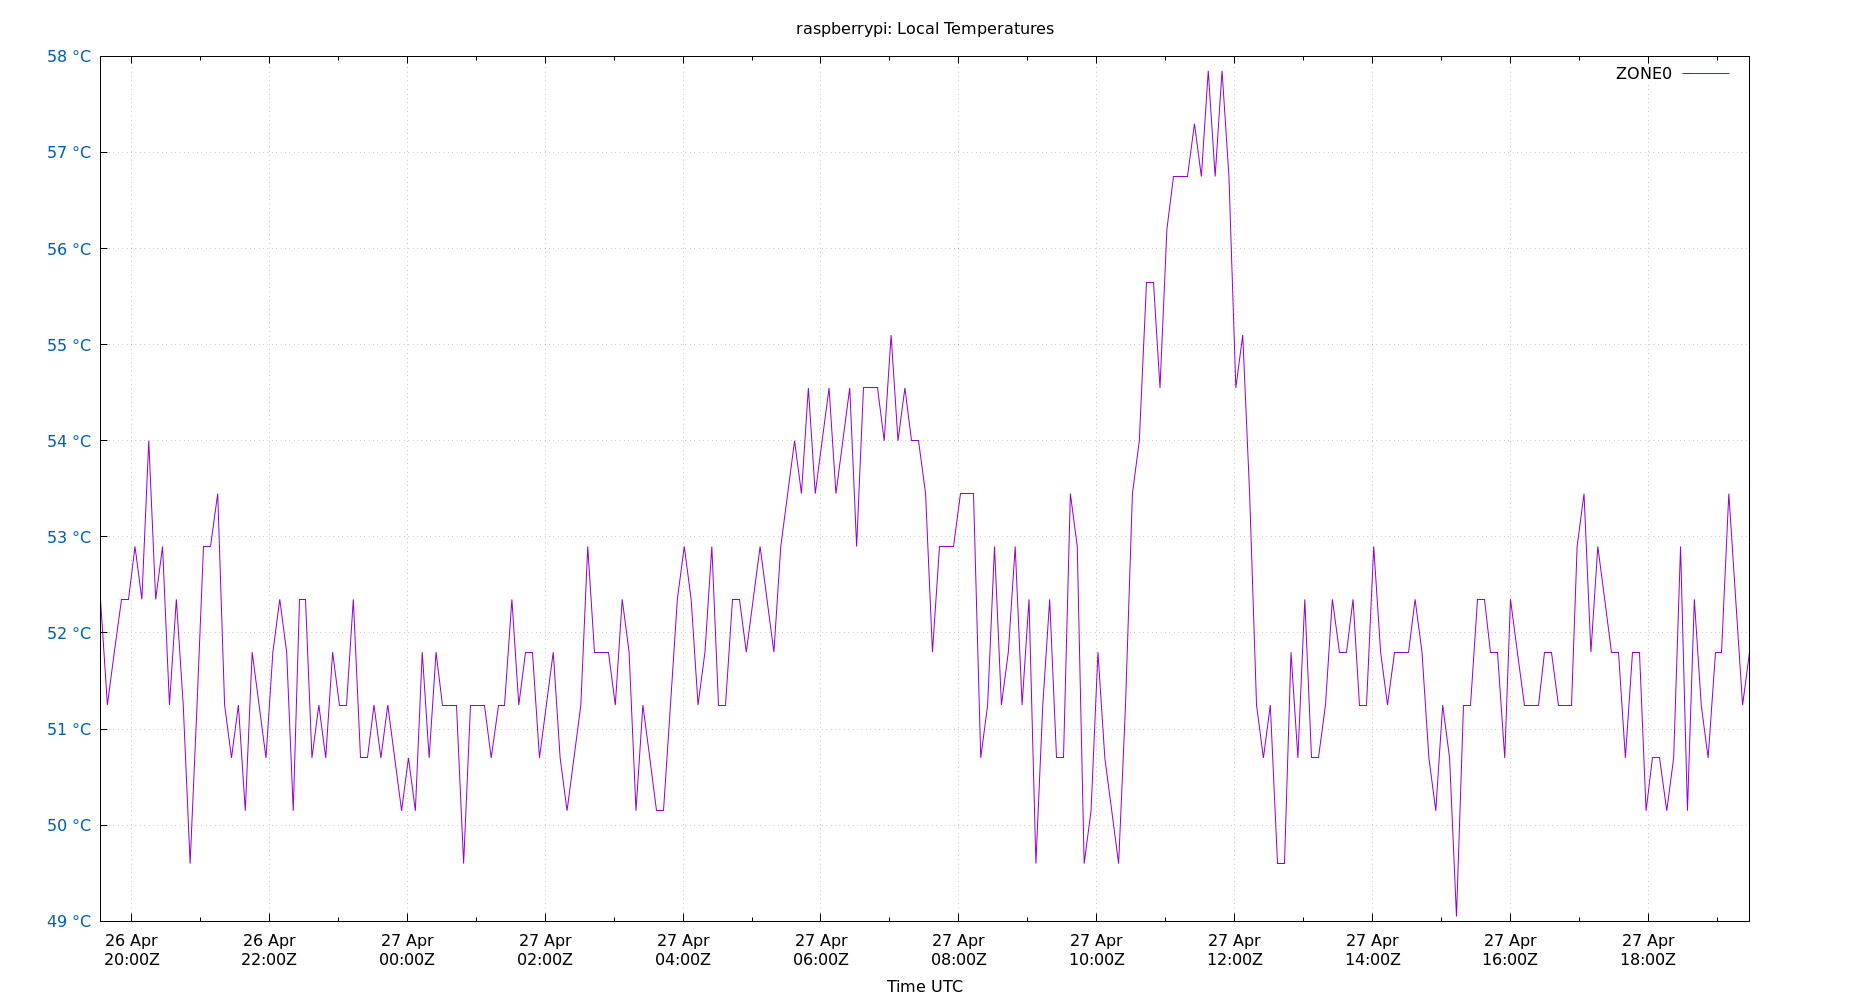 raspberrypi: Local Temperatures
58 °C
ZONE0
57 °C
56 °C
55 °C
54 °C
53 °C
52 °C
51 °C
50 °C
49 °C
26 Apr 26 Apr 27 Apr 27 Apr 27 Apr 27 Apr 27 Apr 27 Apr 27 Apr 27 Apr 27 Apr 27 Apr
20:00Z 22:00Z 00:00Z 02:00Z 04:00Z 06:00Z 08:00Z 10:00Z 12:00Z 14:00Z 16:00Z 18:00Z
Time UTC